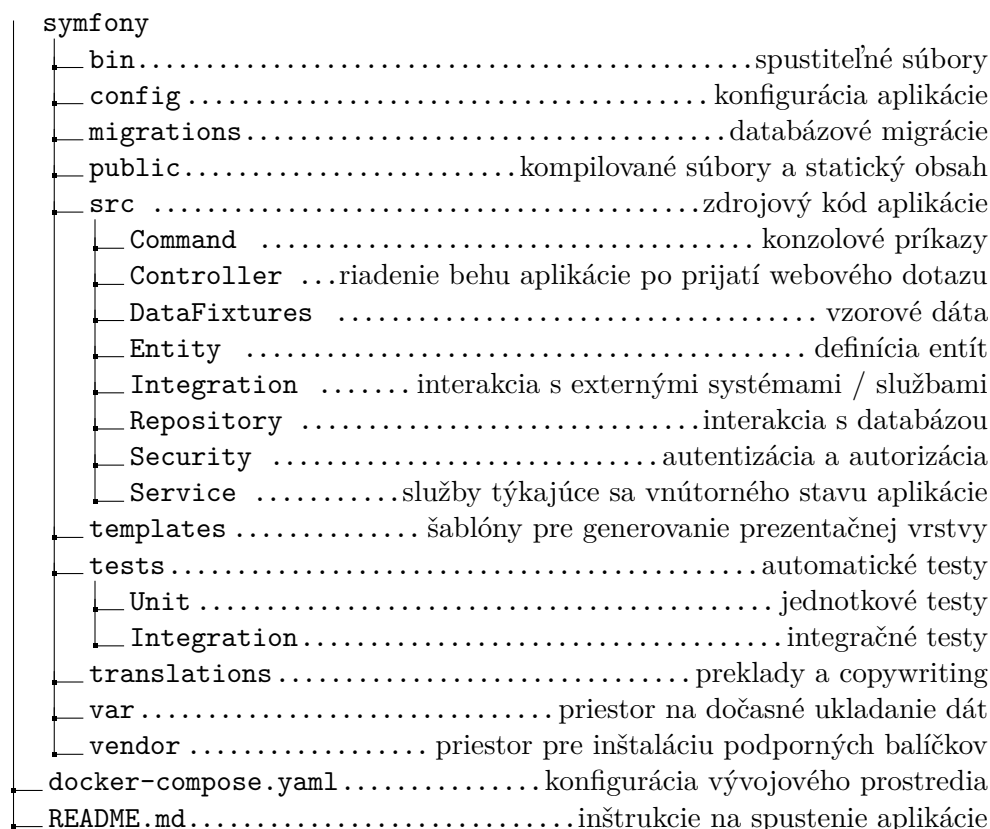 symfony
bin..............................................spustiteľné súbory
config.......................................konfigurácia aplikácie
migrations....................................databázové migrácie
public.........................kompilované súbory a statický obsah
src .........................................zdrojový kód aplikácie
Command .....................................konzolové príkazy
Controller ...riadenie behu aplikácie po prijatí webového dotazu
DataFixtures ....................................vzorové dáta
Entity ..........................................definícia entít
Integration .......interakcia s externými systémami / službami
Repository ..............................interakcia s databázou
Security .............................autentizácia a autorizácia
Service ...........služby týkajúce sa vnútorného stavu aplikácie
templates..............šablóny pre generovanie prezentačnej vrstvy
tests............................................automatické testy
Unit...........................................jednotkové testy
Integration....................................integračné testy
translations...............................preklady a copywriting
var...............................priestor na dočasné ukladanie dát
vendor..................priestor pre inštaláciu podporných balíčkov
docker-compose.yaml...............konfigurácia vývojového prostredia
README.md.............................inštrukcie na spustenie aplikácie